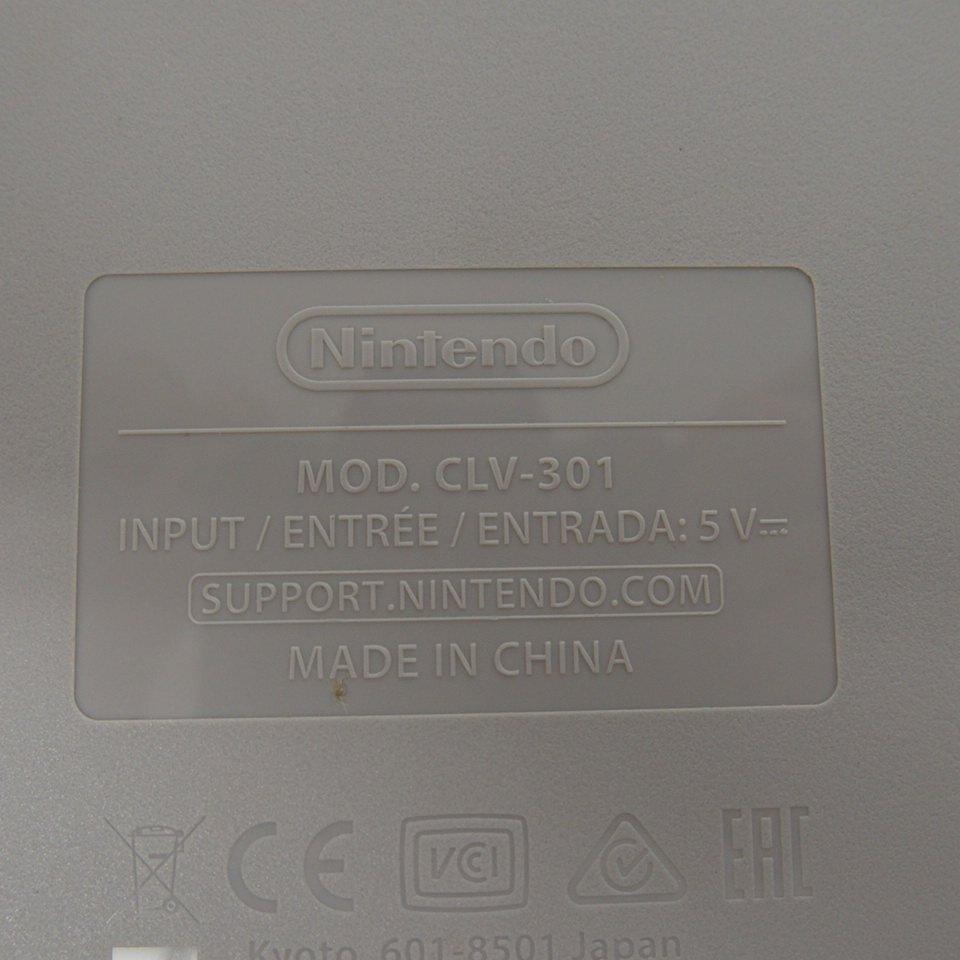 Nintendo
MOD. CLV-301
INPUT / ENTRÉE / ENTRADA: 5 V⎓
SUPPORT.NINTENDO.COM
MADE IN CHINA
CE VCI EAC
Kyoto, 601-8501 Japan